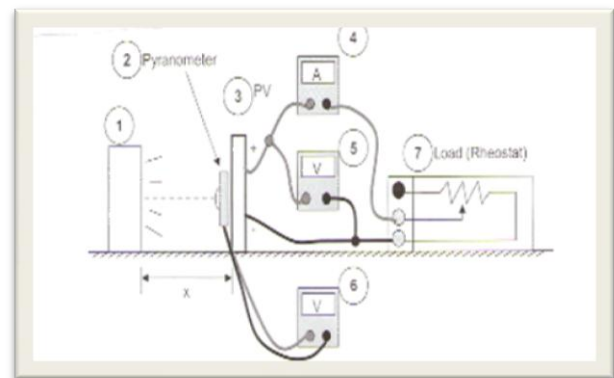 4
2 Pyranometer
A
3 PV
1
5
7 Load (Rheostat)
+
V
-
X
6
V